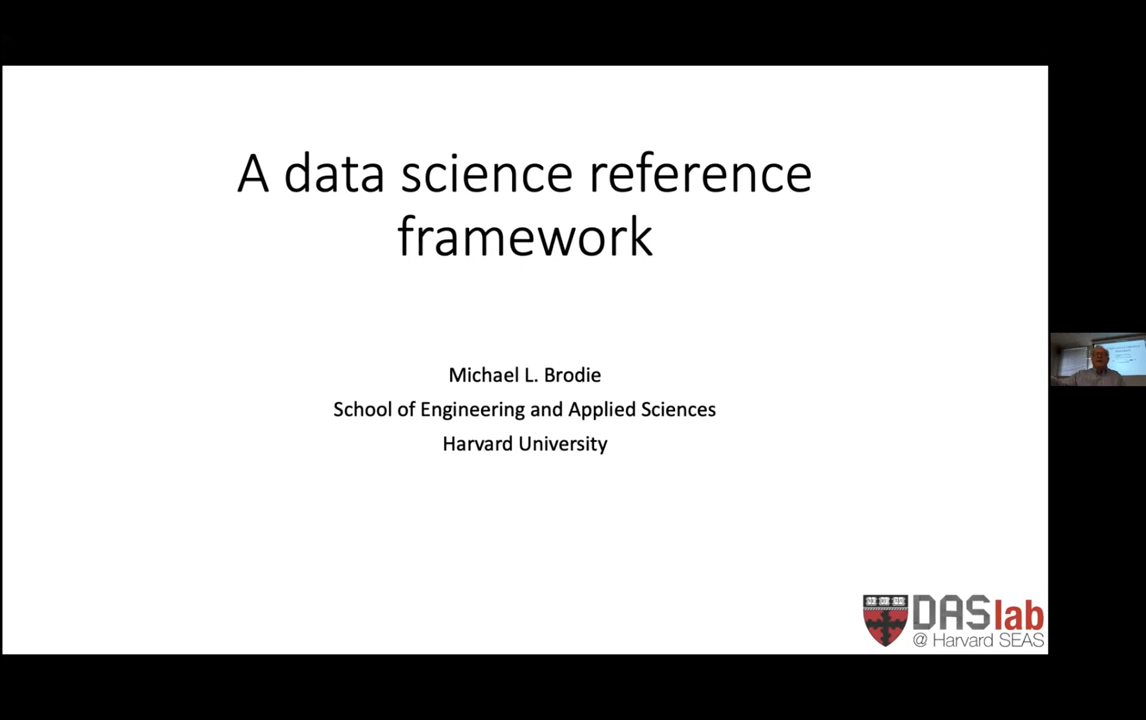 A data science reference
framework
Michael L. Brodie
School of Engineering and Applied Sciences
Harvard University
DASlab
@ Harvard SEAS